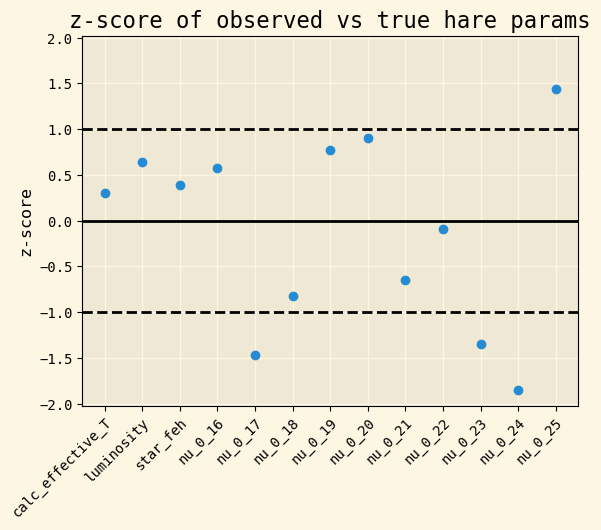 z-score of observed vs true hare params
z-score
2.0
1.5
1.0
0.5
0.0
−0.5
−1.0
−1.5
−2.0
calc_effective_T
luminosity
star_feh
nu_0_16
nu_0_17
nu_0_18
nu_0_19
nu_0_20
nu_0_21
nu_0_22
nu_0_23
nu_0_24
nu_0_25